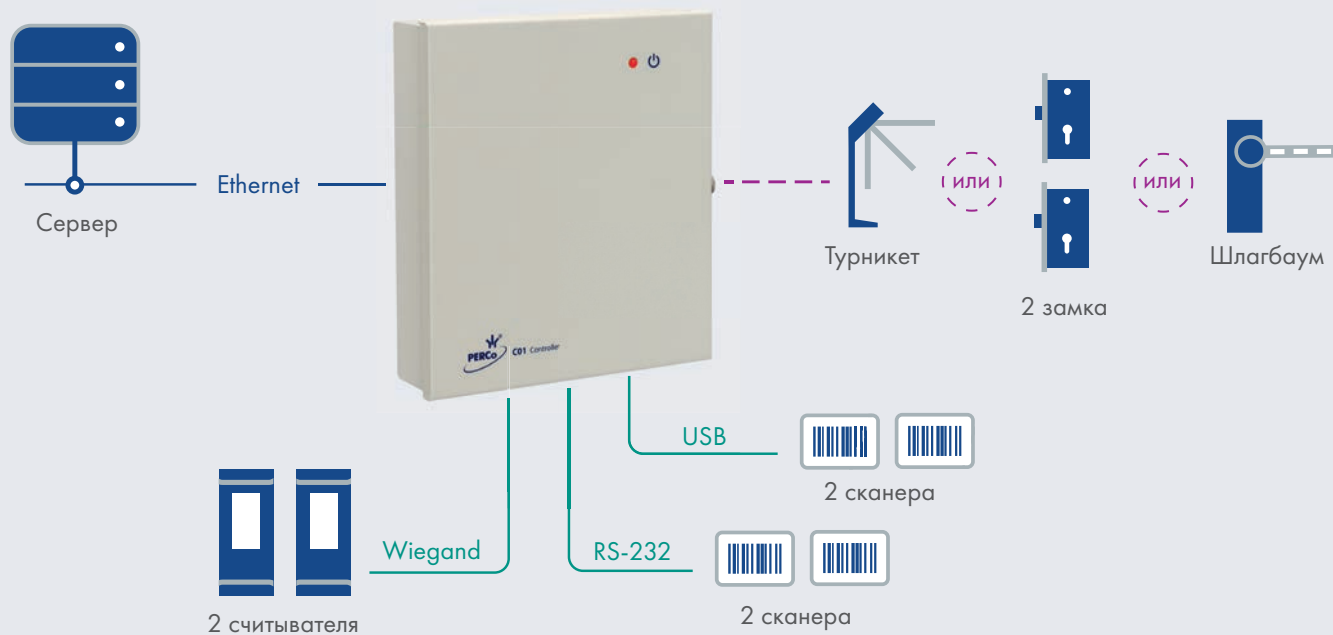 Ethernet
Сервер
или
или
Турникет
Шлагбаум
2 замка
PERCo
C01 Controller
USB
2 сканера
Wiegand
RS-232
2 считывателя
2 сканера